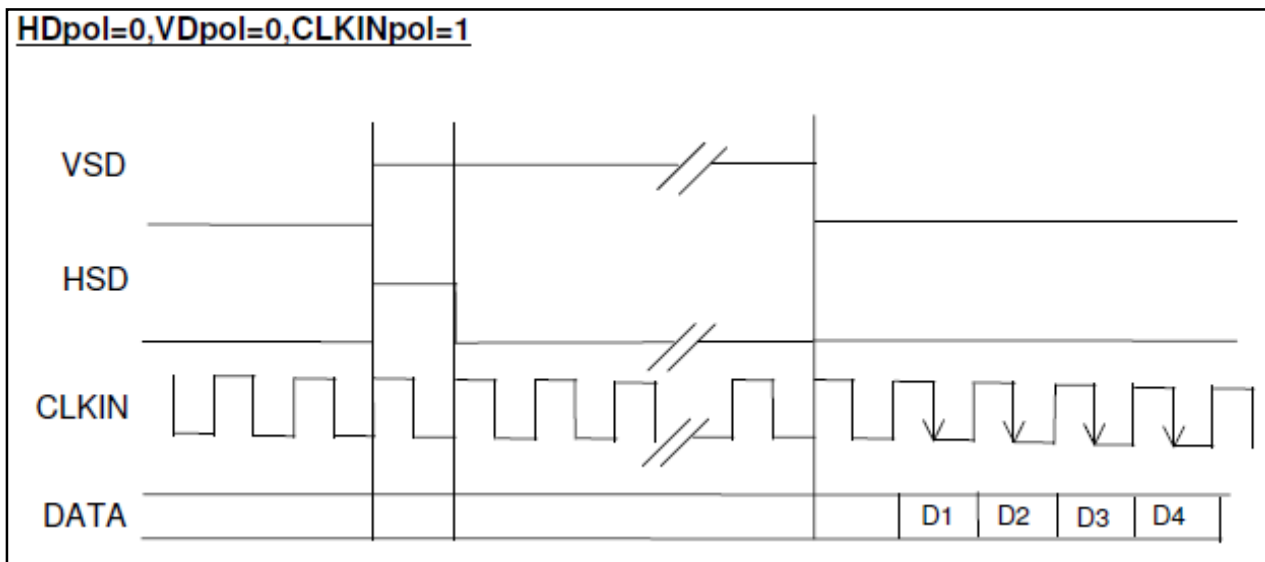 HDpol=0,VDpol=0,CLKINpol=1
VSD
HSD
CLKIN
DATA
D1 D2 D3 D4